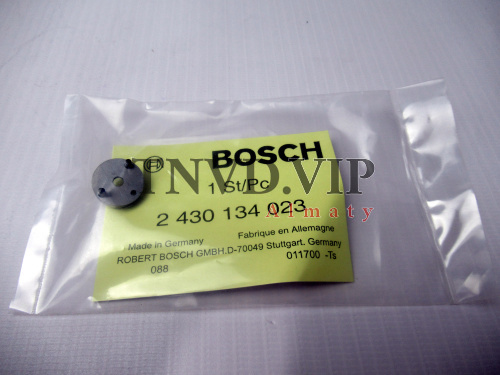 BOSCH
TNVD.VIP
1 St/Pc
Almaty
2 430 134 023
Made in Germany Fabrique en Allemagne
ROBERT BOSCH GMBH.D-70049 Stuttgart. Germany
088 011700 -Ts